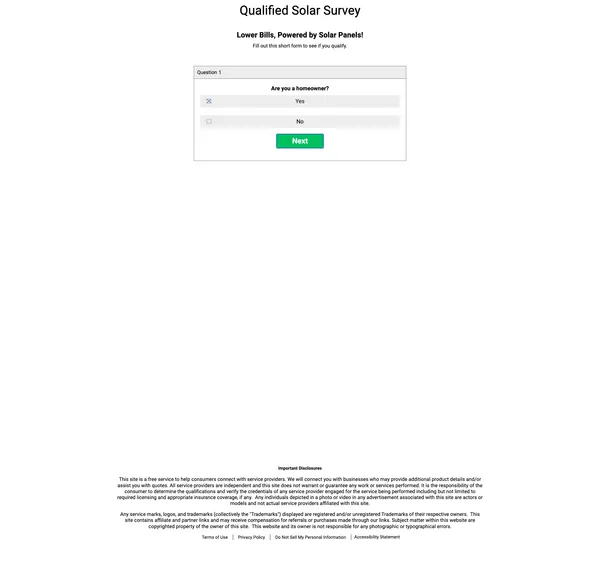 Qualified Solar Survey
Lower Bills, Powered by Solar Panels!
Fill out this short form to see if you qualify.
Question 1
Are you a homeowner?
Yes
No
Next
Important Disclosures
This site is a free service to help consumers connect with service providers. We will connect you with businesses who may provide additional product details and/or
assist you with quotes. All service providers are independent and this site does not warrant or guarantee any work or services performed. It is the responsibility of the
consumer to determine the qualifications and verify the credentials of any service provider engaged for the service being performed including but not limited to
required licensing and appropriate insurance coverage, if any. Any individuals depicted in a photo or video in any advertisement associated with this site are actors or
models and not actual service providers affiliated with this site.
Any service marks, logos, and trademarks (collectively the "Trademarks") displayed are registered and/or unregistered Trademarks of their respective owners. This
site contains affiliate and partner links and may receive compensation for referrals or purchases made through our links. Subject matter within this website are
copyrighted property of the owner of this site. This website and its owner is not responsible for any photographic or typographical errors.
Terms of Use | Privacy Policy | Do Not Sell My Personal Information | Accessibility Statement